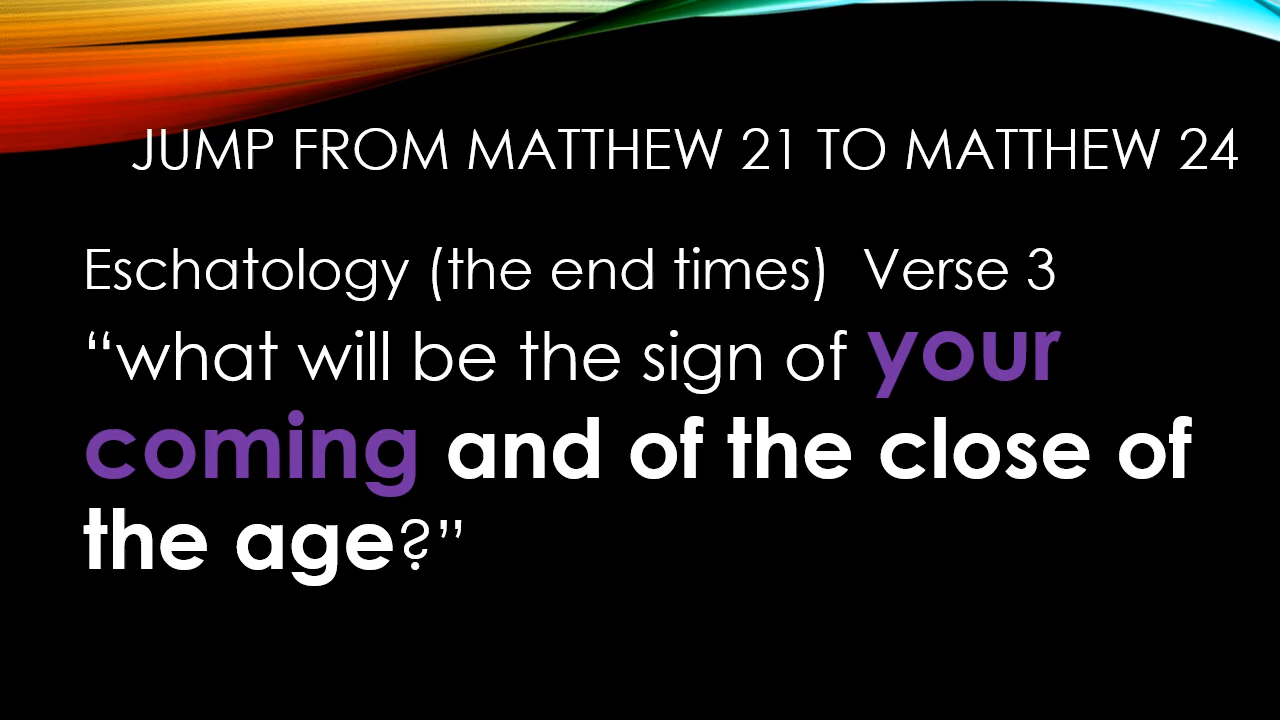 JUMP FROM MATTHEW 21 TO MATTHEW 24
Eschatology (the end times)  Verse 3
“what will be the sign of your
coming and of the close of
the age?”